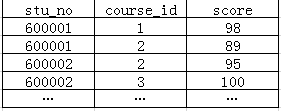 stu_no course_id score
600001 1 98
600001 2 89
600002 2 95
600002 3 100
… … …